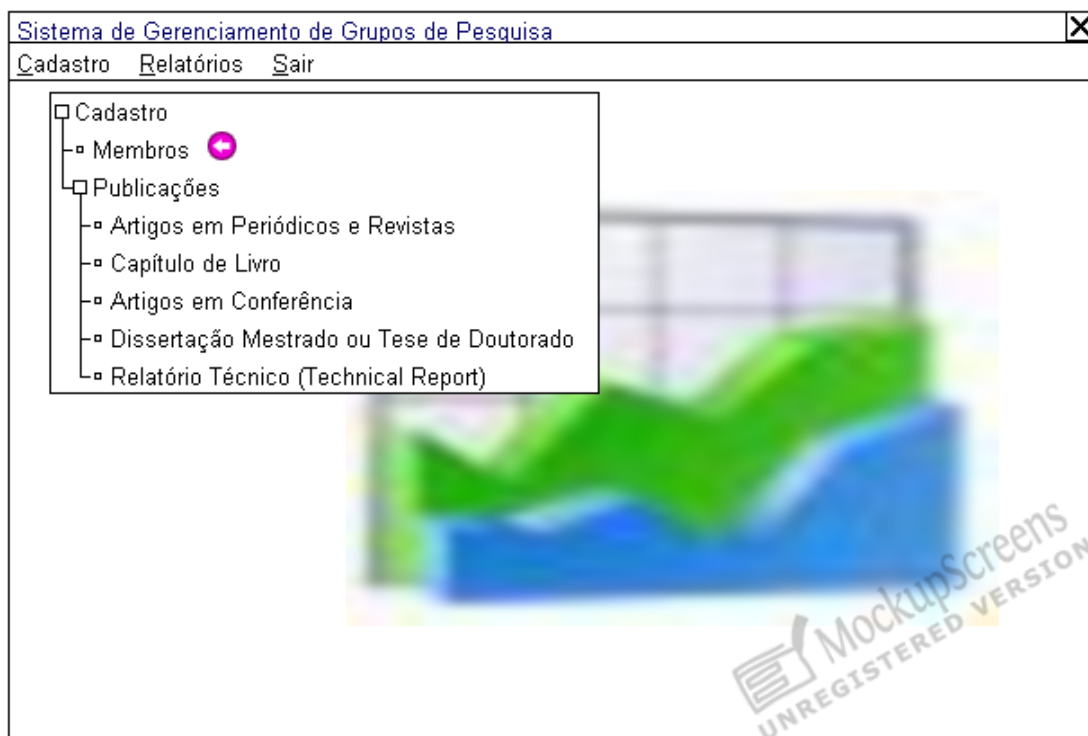 Sistema de Gerenciamento de Grupos de Pesquisa
Cadastro Relatórios Sair
Cadastro
Membros
Publicações
Artigos em Periódicos e Revistas
Capítulo de Livro
Artigos em Conferência
Dissertação Mestrado ou Tese de Doutorado
Relatório Técnico (Technical Report)
MockupScreens
UNREGISTERED VERSION